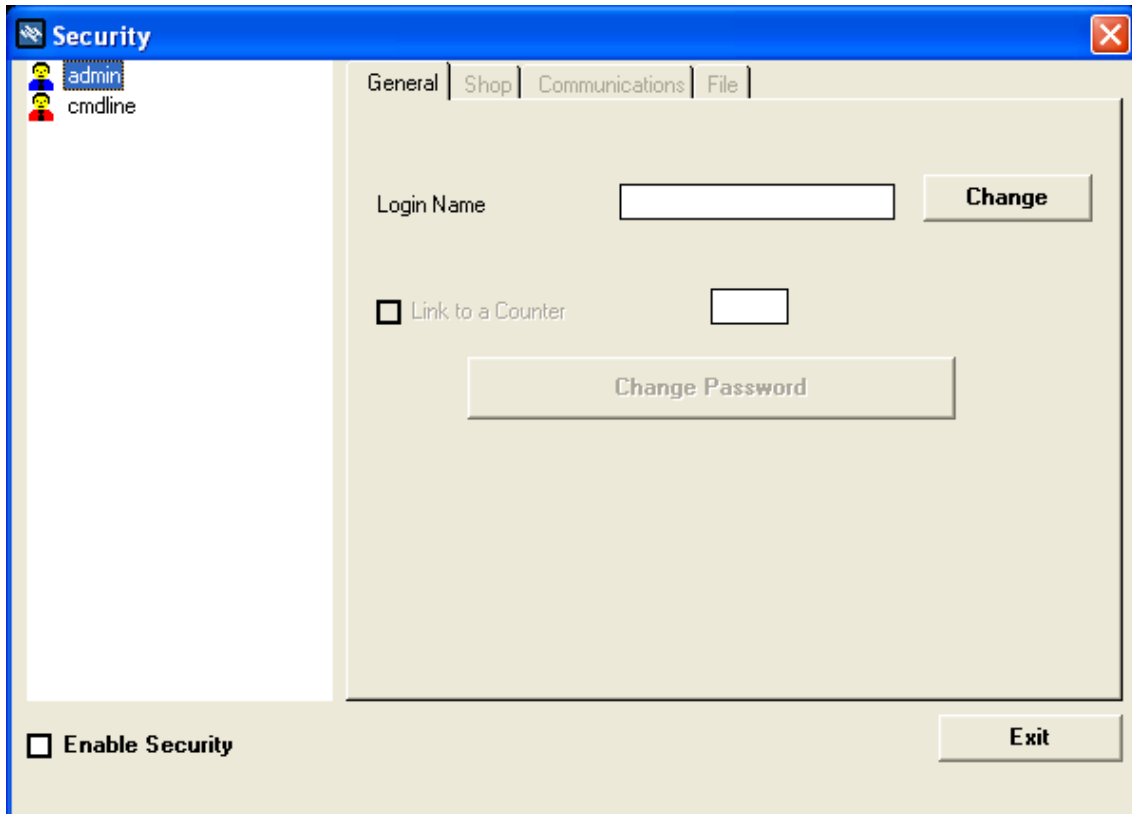 Security
admin
cmdline
General Shop Communications File
Login Name
Change
Link to a Counter
Change Password
Enable Security
Exit